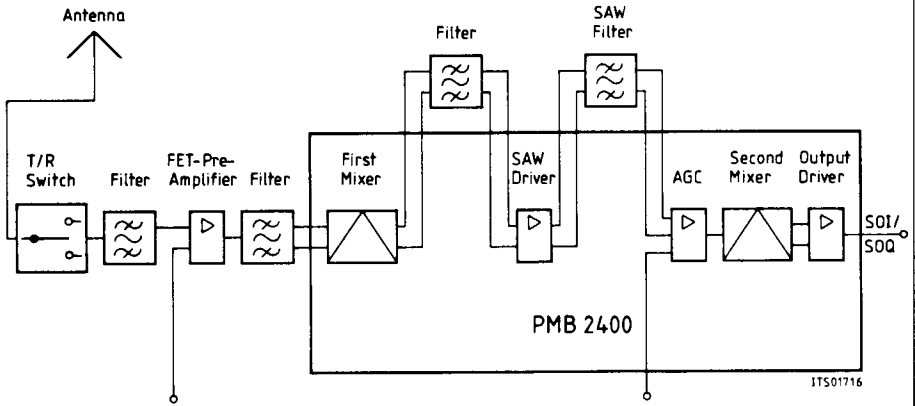 Antenna
Filter
SAW
Filter
T/R
Switch
Filter
FET-Pre-
Amplifier
Filter
First
Mixer
SAW
Driver
AGC
Second
Mixer
Output
Driver
SOI/
SOQ
PMB 2400
ITS01716